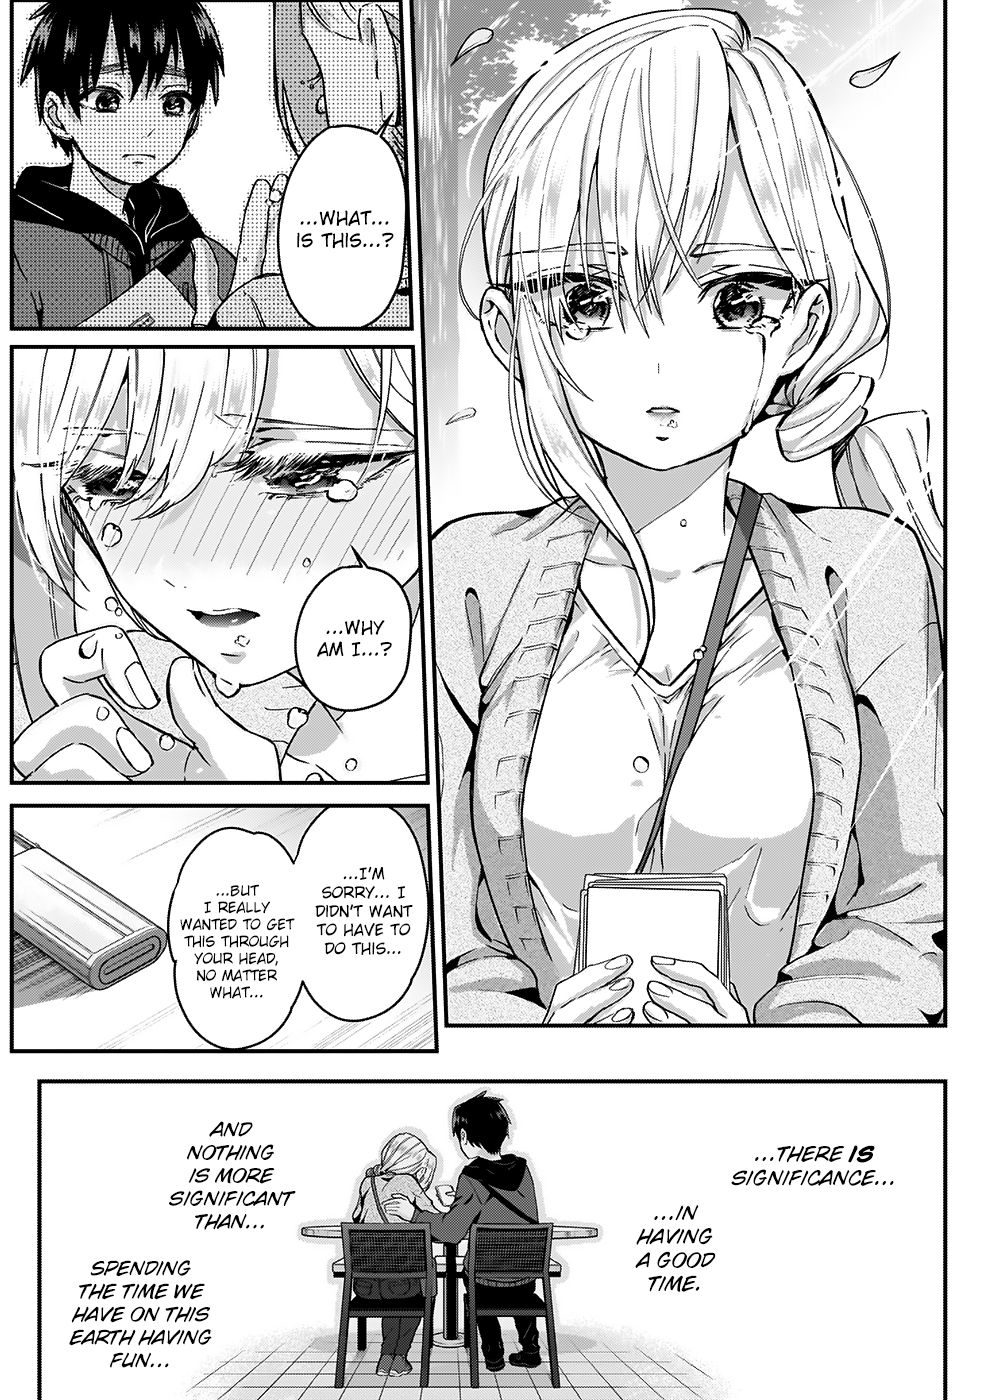 ...WHAT...
IS THIS...?
...WHY
AM I...?
...I'M
SORRY... I
DIDN'T WANT
TO HAVE TO
DO THIS...
...BUT
I REALLY
WANTED TO GET
THIS THROUGH
YOUR HEAD,
NO MATTER
WHAT...
...THERE IS
SIGNIFICANCE...
...IN
HAVING
A GOOD
TIME.
AND
NOTHING
IS MORE
SIGNIFICANT
THAN...
SPENDING
THE TIME WE
HAVE ON THIS
EARTH HAVING
FUN...